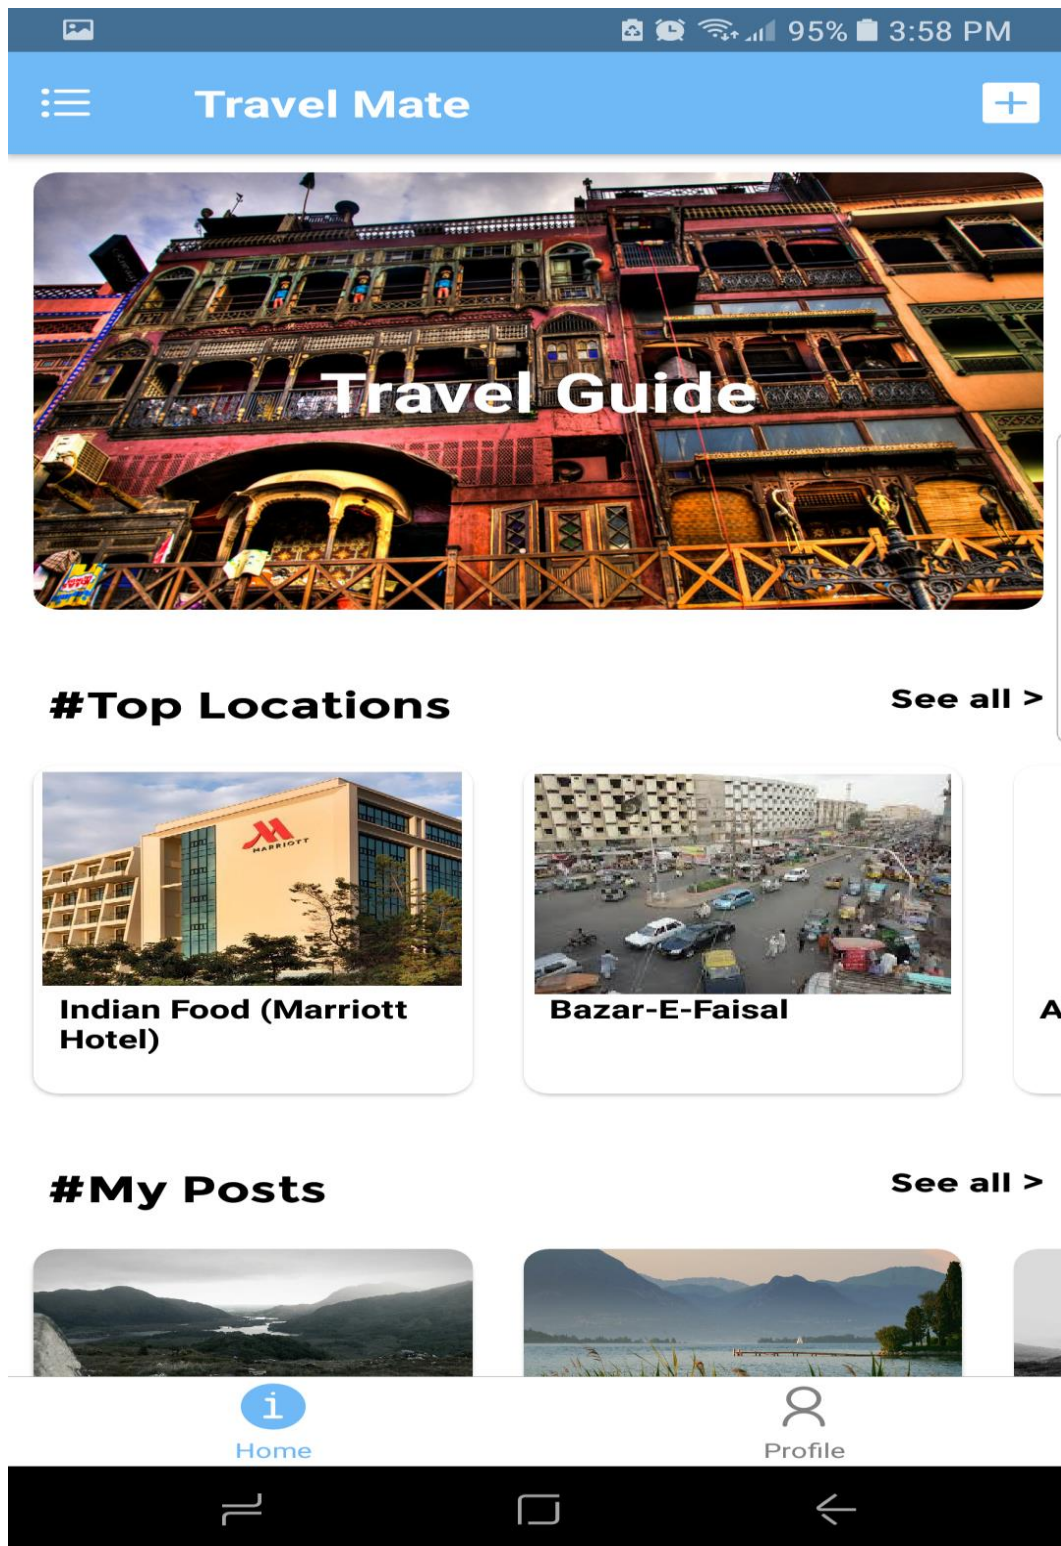 95% 3:58 PM
Travel Mate
Travel Guide
#Top Locations
See all >
MARRIOTT
Indian Food (Marriott
Hotel)
Bazar-E-Faisal
A
#My Posts
See all >
i
Home
Profile